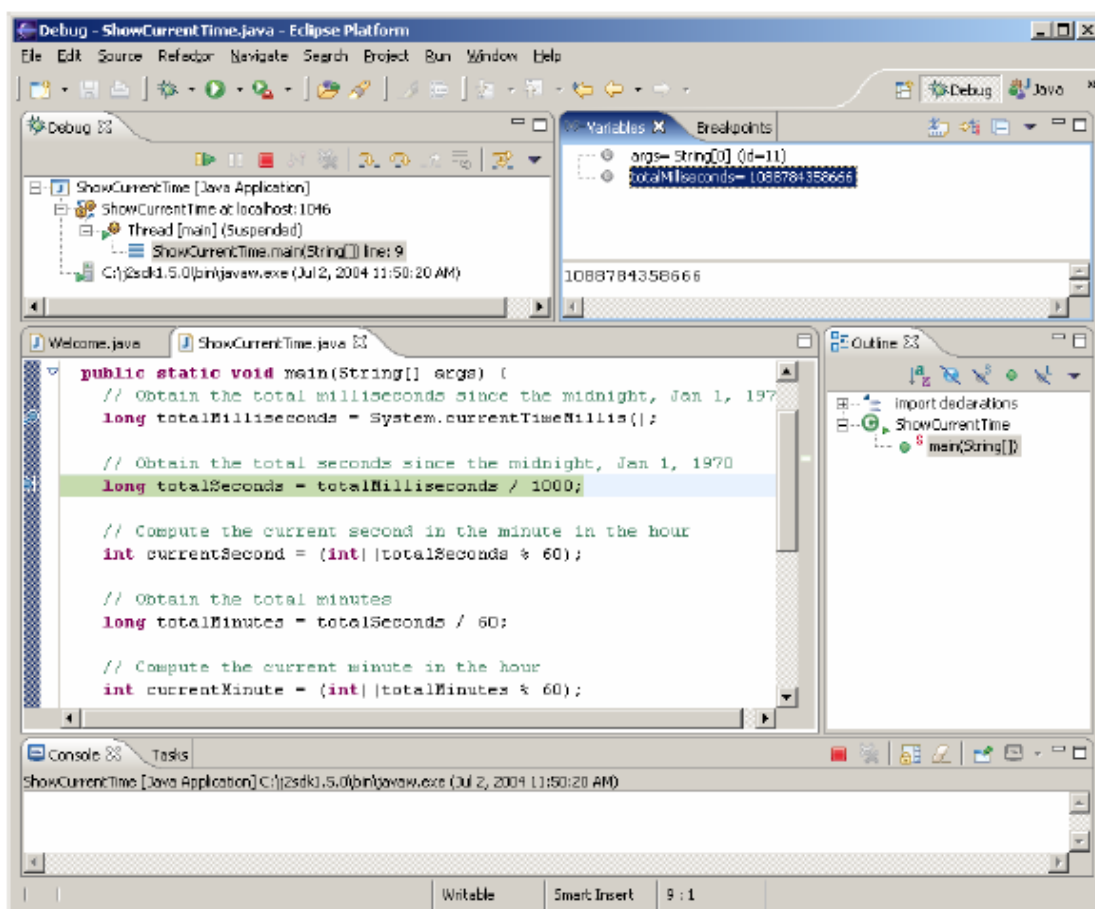 Debug - ShowCurrentTime.java - Eclipse Platform
File Edit Source Refactor Navigate Search Project Run Window Help
Debug Java
Debug
Variables Breakpoints
args= String[0] (id=11)
totalMilliseconds= 1088784358666
ShowCurrentTime [Java Application]
ShowCurrentTime at localhost:1046
Thread [main] (Suspended)
ShowCurrentTime.main(String[]) line: 9
C:\j2sdk1.5.0\bin\javaw.exe (Jul 2, 2004 11:50:20 AM)
1088784358666
Welcome.java ShowCurrentTime.java
Outline
public static void main(String[] args) {
// Obtain the total milliseconds since the midnight, Jan 1, 197
long totalMilliseconds = System.currentTimeMillis();
// Obtain the total seconds since the midnight, Jan 1, 1970
long totalSeconds = totalMilliseconds / 1000;
// Compute the current second in the minute in the hour
int currentSecond = (int)(totalSeconds % 60);
// Obtain the total minutes
long totalMinutes = totalSeconds / 60;
// Compute the current minute in the hour
int currentMinute = (int)(totalMinutes % 60);
import declarations
ShowCurrentTime
main(String[])
Console Tasks
ShowCurrentTime [Java Application] C:\j2sdk1.5.0\bin\javaw.exe (Jul 2, 2004 11:50:20 AM)
Writable Smart Insert 9 : 1